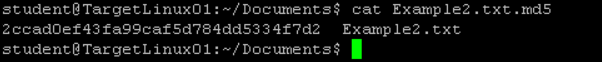 student@TargetLinux01:~/Documents$ cat Example2.txt.md5
2ccad0ef43fa99caf5d784dd5334f7d2  Example2.txt
student@TargetLinux01:~/Documents$